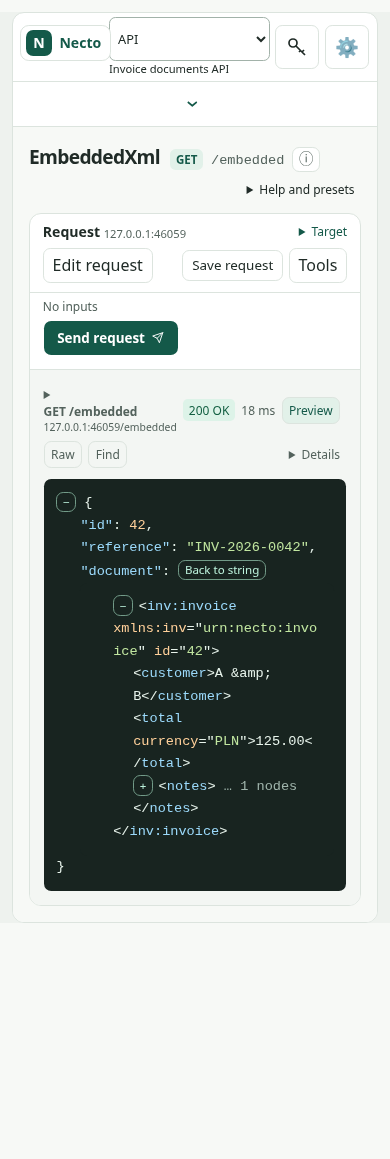 N Necto API
Invoice documents API
EmbeddedXml GET /embedded ⓘ
▶ Help and presets
Request 127.0.0.1:46059 ▶ Target
Edit request Save request Tools
No inputs
Send request
▶
GET /embedded 200 OK 18 ms Preview
127.0.0.1:46059/embedded
Raw Find ▶ Details
− {
"id": 42,
"reference": "INV-2026-0042",
"document": Back to string
− <inv:invoice
xmlns:inv="urn:necto:invo
ice" id="42">
<customer>A &amp;
B</customer>
<total
currency="PLN">125.00<
/total>
+ <notes> … 1 nodes
</notes>
</inv:invoice>
}